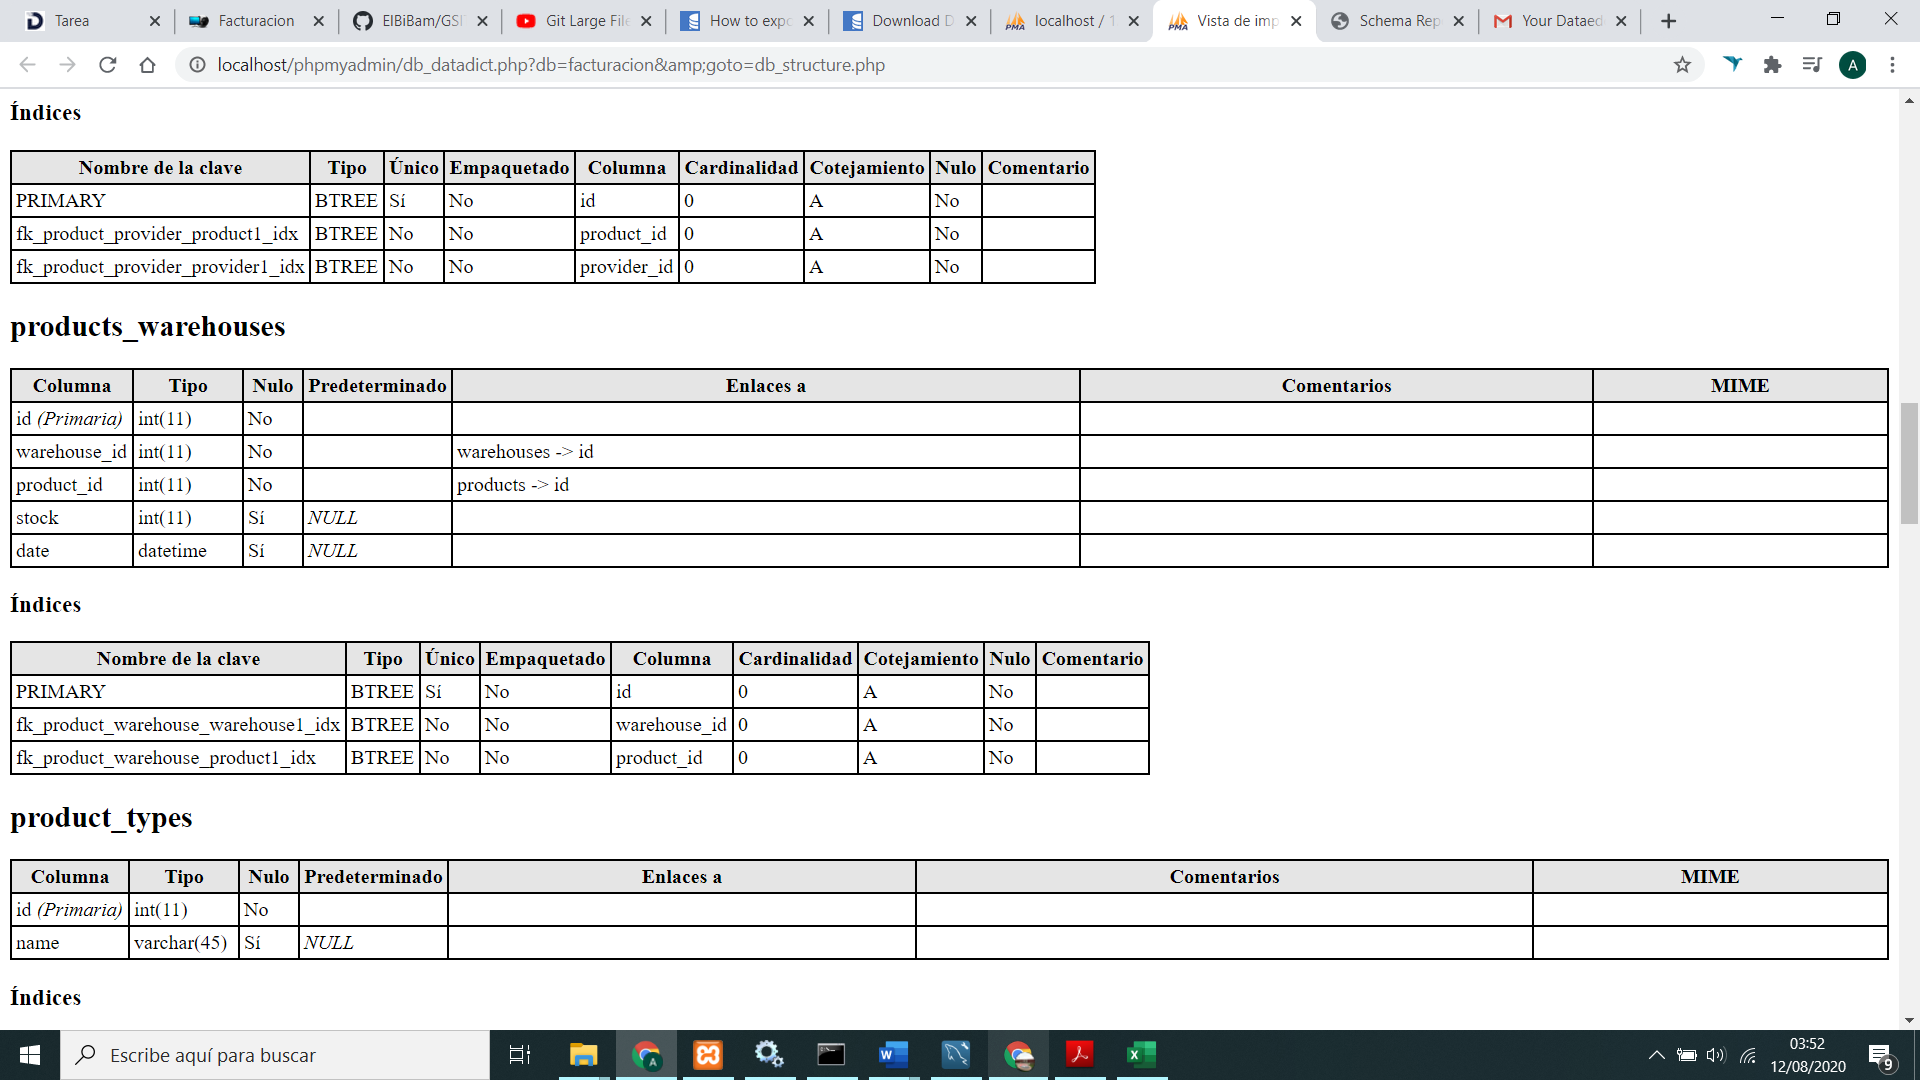 Tarea
Facturacion
ElBiBam/GSI
Git Large File
How to expo
Download D
localhost / 1
Vista de imp
Schema Rep
Your Dataed
localhost/phpmyadmin/db_datadict.php?db=facturacion&amp;goto=db_structure.php
A
Índices
Nombre de la clave Tipo Único Empaquetado Columna Cardinalidad Cotejamiento Nulo Comentario
PRIMARY BTREE Sí No id 0 A No
fk_product_provider_product1_idx BTREE No No product_id 0 A No
fk_product_provider_provider1_idx BTREE No No provider_id 0 A No
products_warehouses
Columna Tipo Nulo Predeterminado Enlaces a Comentarios MIME
id (Primaria) int(11) No
warehouse_id int(11) No warehouses -> id
product_id int(11) No products -> id
stock int(11) Sí NULL
date datetime Sí NULL
Índices
Nombre de la clave Tipo Único Empaquetado Columna Cardinalidad Cotejamiento Nulo Comentario
PRIMARY BTREE Sí No id 0 A No
fk_product_warehouse_warehouse1_idx BTREE No No warehouse_id 0 A No
fk_product_warehouse_product1_idx BTREE No No product_id 0 A No
product_types
Columna Tipo Nulo Predeterminado Enlaces a Comentarios MIME
id (Primaria) int(11) No
name varchar(45) Sí NULL
Índices
Escribe aquí para buscar
03:52
12/08/2020
9